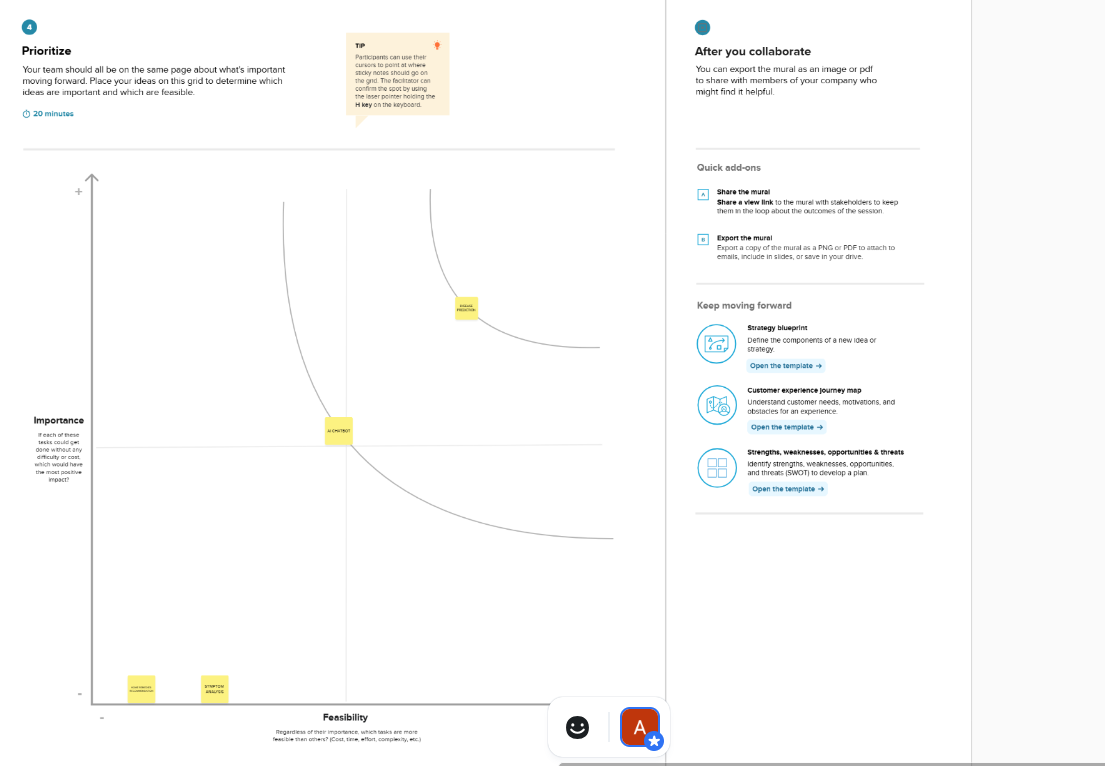 4
Prioritize
Your team should all be on the same page about what's important
moving forward. Place your ideas on this grid to determine which
ideas are important and which are feasible.
20 minutes
TIP
Participants can use their
cursors to point at where
sticky notes should go on
the grid. The facilitator can
confirm the spot by using
the laser pointer holding the
H key on the keyboard.
+
Importance
If each of these
tasks could get
done without any
difficulty or cost,
which would have
the most positive
impact?
DISEASE
PREDICTION
AI CHATBOT
SYMPTOM
ANALYSIS
-
-
Feasibility
Regardless of their importance, which tasks are more
feasible than others? (Cost, time, effort, complexity, etc.)
A
After you collaborate
You can export the mural as an image or pdf
to share with members of your company who
might find it helpful.
Quick add-ons
A
Share the mural
Share a view link to the mural with stakeholders to keep
them in the loop about the outcomes of the session.
B
Export the mural
Export a copy of the mural as a PNG or PDF to attach to
emails, include in slides, or save in your drive.
Keep moving forward
Strategy blueprint
Define the components of a new idea or
strategy.
Open the template →
Customer experience journey map
Understand customer needs, motivations, and
obstacles for an experience.
Open the template →
Strengths, weaknesses, opportunities & threats
Identify strengths, weaknesses, opportunities,
and threats (SWOT) to develop a plan.
Open the template →